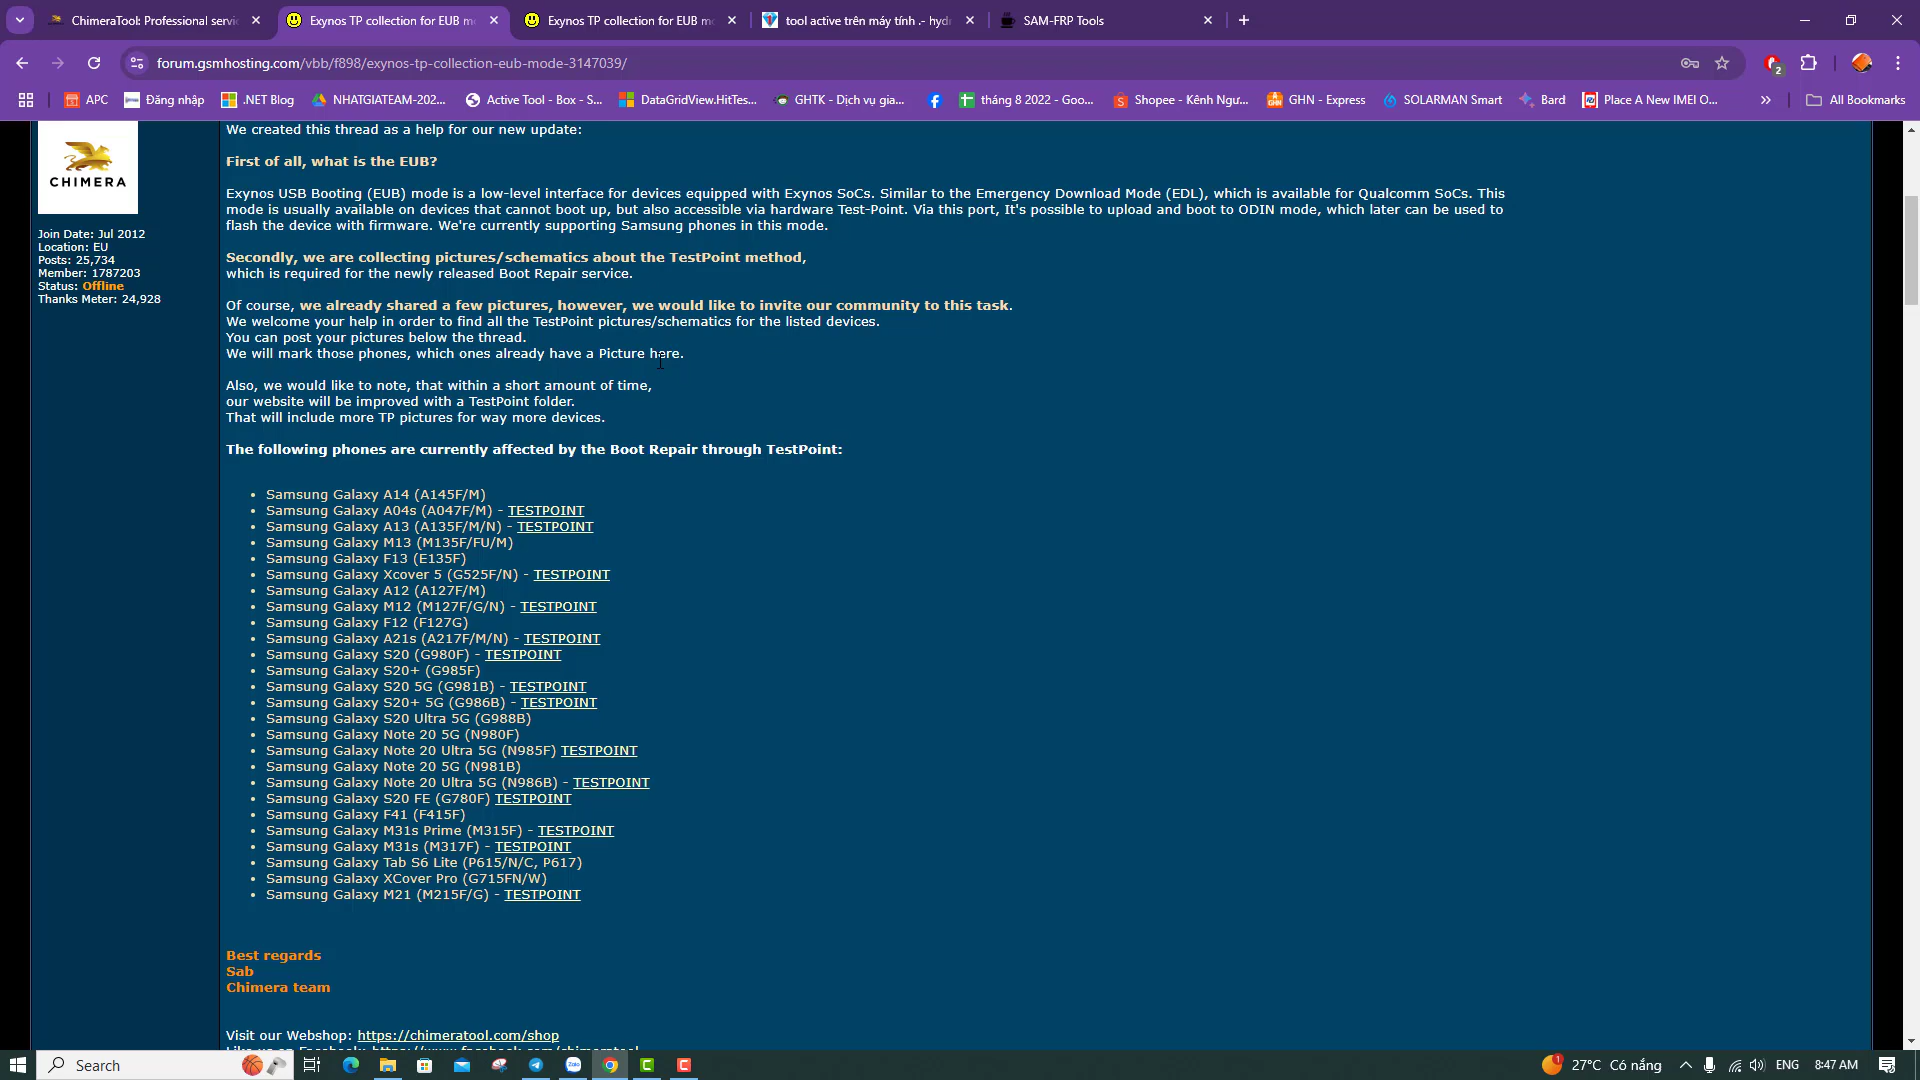 ChimeraTool: Professional servi
Exynos TP collection for EUB m
Exynos TP collection for EUB m
tool active trên máy tính .- hyd
SAM-FRP Tools
forum.gsmhosting.com/vbb/f898/exynos-tp-collection-eub-mode-3147039/
2
APC
Đăng nhập
.NET Blog
NHATGIATEAM-202...
Active Tool - Box - S...
DataGridView.HitTes...
GHTK - Dịch vụ gia...
tháng 8 2022 - Goo...
Shopee - Kênh Ngư...
GHN - Express
SOLARMAN Smart
Bard
Place A New IMEI O...
All Bookmarks
CHIMERA
Join Date: Jul 2012
Location: EU
Posts: 25,734
Member: 1787203
Status: Offline
Thanks Meter: 24,928
We created this thread as a help for our new update:
First of all, what is the EUB?
Exynos USB Booting (EUB) mode is a low-level interface for devices equipped with Exynos SoCs. Similar to the Emergency Download Mode (EDL), which is available for Qualcomm SoCs. This
mode is usually available on devices that cannot boot up, but also accessible via hardware Test-Point. Via this port, It's possible to upload and boot to ODIN mode, which later can be used to
flash the device with firmware. We're currently supporting Samsung phones in this mode.
Secondly, we are collecting pictures/schematics about the TestPoint method,
which is required for the newly released Boot Repair service.
Of course, we already shared a few pictures, however, we would like to invite our community to this task.
We welcome your help in order to find all the TestPoint pictures/schematics for the listed devices.
You can post your pictures below the thread.
We will mark those phones, which ones already have a Picture here.
Also, we would like to note, that within a short amount of time,
our website will be improved with a TestPoint folder.
That will include more TP pictures for way more devices.
The following phones are currently affected by the Boot Repair through TestPoint:
• Samsung Galaxy A14 (A145F/M)
• Samsung Galaxy A04s (A047F/M) - TESTPOINT
• Samsung Galaxy A13 (A135F/M/N) - TESTPOINT
• Samsung Galaxy M13 (M135F/FU/M)
• Samsung Galaxy F13 (E135F)
• Samsung Galaxy Xcover 5 (G525F/N) - TESTPOINT
• Samsung Galaxy A12 (A127F/M)
• Samsung Galaxy M12 (M127F/G/N) - TESTPOINT
• Samsung Galaxy F12 (F127G)
• Samsung Galaxy A21s (A217F/M/N) - TESTPOINT
• Samsung Galaxy S20 (G980F) - TESTPOINT
• Samsung Galaxy S20+ (G985F)
• Samsung Galaxy S20 5G (G981B) - TESTPOINT
• Samsung Galaxy S20+ 5G (G986B) - TESTPOINT
• Samsung Galaxy S20 Ultra 5G (G988B)
• Samsung Galaxy Note 20 5G (N980F)
• Samsung Galaxy Note 20 Ultra 5G (N985F) TESTPOINT
• Samsung Galaxy Note 20 5G (N981B)
• Samsung Galaxy Note 20 Ultra 5G (N986B) - TESTPOINT
• Samsung Galaxy S20 FE (G780F) TESTPOINT
• Samsung Galaxy F41 (F415F)
• Samsung Galaxy M31s Prime (M315F) - TESTPOINT
• Samsung Galaxy M31s (M317F) - TESTPOINT
• Samsung Galaxy Tab S6 Lite (P615/N/C, P617)
• Samsung Galaxy XCover Pro (G715FN/W)
• Samsung Galaxy M21 (M215F/G) - TESTPOINT
Best regards
Sab
Chimera team
Visit our Webshop: https://chimeratool.com/shop
Like us on Facebook: https://www.facebook.com/chimeratool
Search
1
27°C Có nắng
ENG
8:47 AM